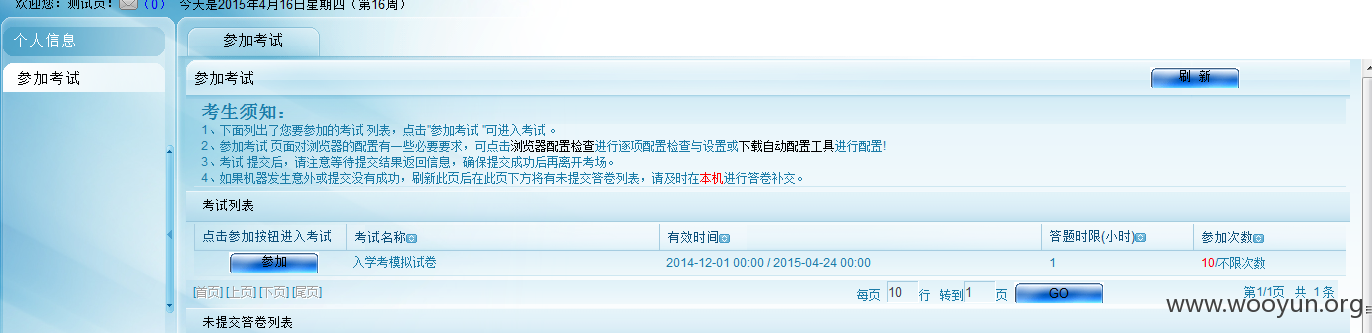 欢迎您：测试页！ （0） 今天是2015年4月16日星期四（第16周）
个人信息
参加考试
参加考试
参加考试
刷 新
考生须知：
1、下面列出了您要参加的考试 列表，点击"参加考试 "可进入考试 。
2、参加考试 页面对浏览器的配置有一些必要要求，可点击浏览器配置检查进行逐项配置检查与设置或下载自动配置工具进行配置！
3、考试 提交后，请注意等待提交结果返回信息，确保提交成功后再离开考场。
4、如果机器发生意外或提交没有成功，刷新此页后在此页下方将有未提交答卷列表，请及时在本机进行答卷补交。
考试列表
点击参加按钮进入考试 考试名称 有效时间 答题时限(小时) 参加次数
参加 入学考模拟试卷 2014-12-01 00:00 / 2015-04-24 00:00 1 10/不限次数
[首页] [上页] [下页] [尾页] 每页 10 行 转到 1 页 GO 第1/1页 共 1 条
www.wooyun.org
未提交答卷列表